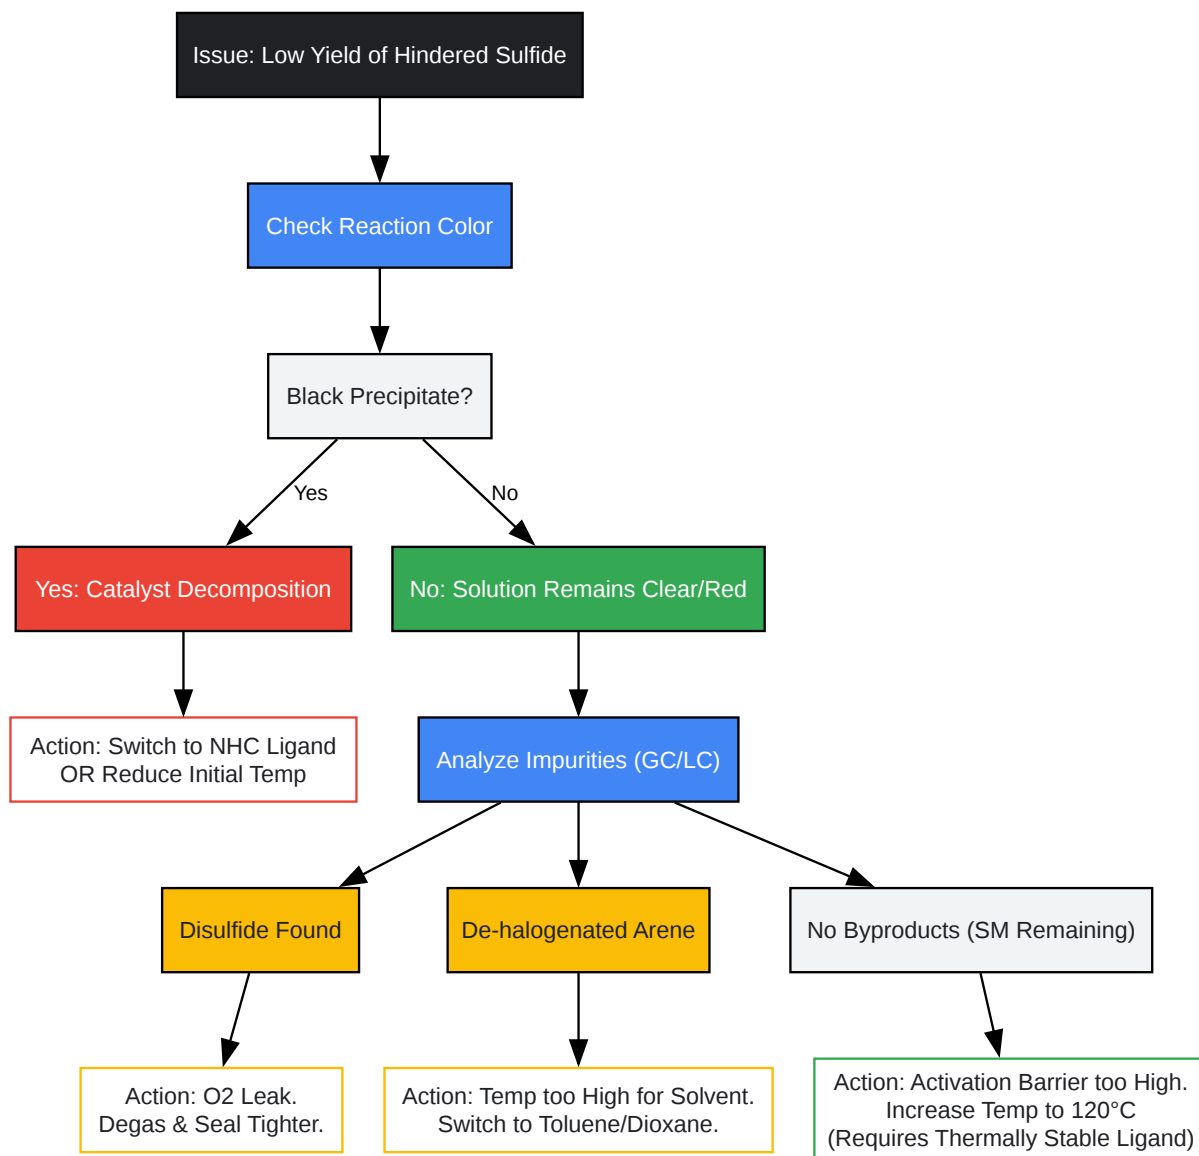 Issue: Low Yield of Hindered Sulfide
Check Reaction Color
Black Precipitate?
Yes
No
Yes: Catalyst Decomposition
No: Solution Remains Clear/Red
Action: Switch to NHC Ligand
OR Reduce Initial Temp
Analyze Impurities (GC/LC)
Disulfide Found
De-halogenated Arene
No Byproducts (SM Remaining)
Action: O2 Leak.
Degas & Seal Tighter.
Action: Temp too High for Solvent.
Switch to Toluene/Dioxane.
Action: Activation Barrier too High.
Increase Temp to 120°C
(Requires Thermally Stable Ligand)